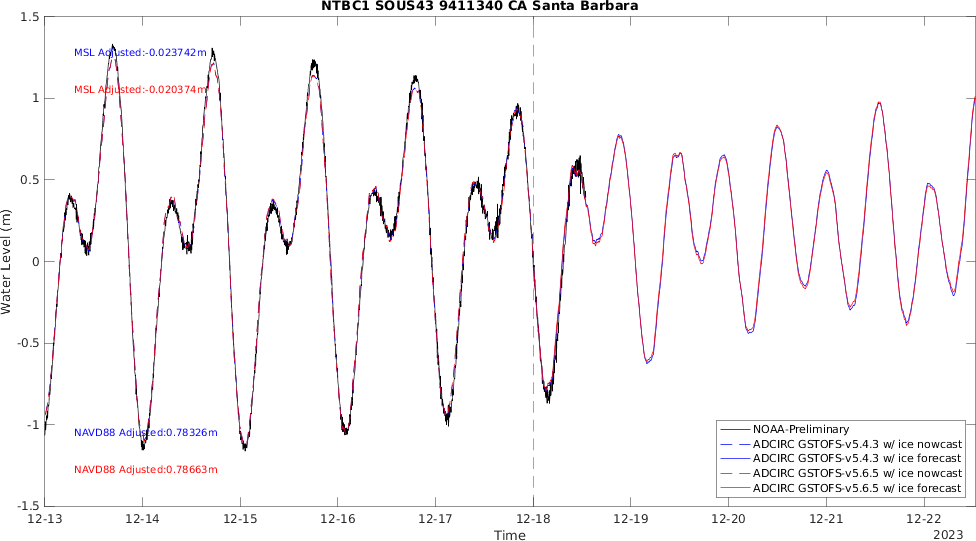 NTBC1 SOUS43 9411340 CA Santa Barbara
1.5
1
0.5
0
-0.5
-1
-1.5
Water Level (m)
MSL Adjusted:-0.023742m
MSL Adjusted:-0.020374m
NAVD88 Adjusted:0.78326m
NAVD88 Adjusted:0.78663m
NOAA-Preliminary
ADCIRC GSTOFS-v5.4.3 w/ ice nowcast
ADCIRC GSTOFS-v5.4.3 w/ ice forecast
ADCIRC GSTOFS-v5.6.5 w/ ice nowcast
ADCIRC GSTOFS-v5.6.5 w/ ice forecast
12-13 12-14 12-15 12-16 12-17 12-18 12-19 12-20 12-21 12-22
Time
2023